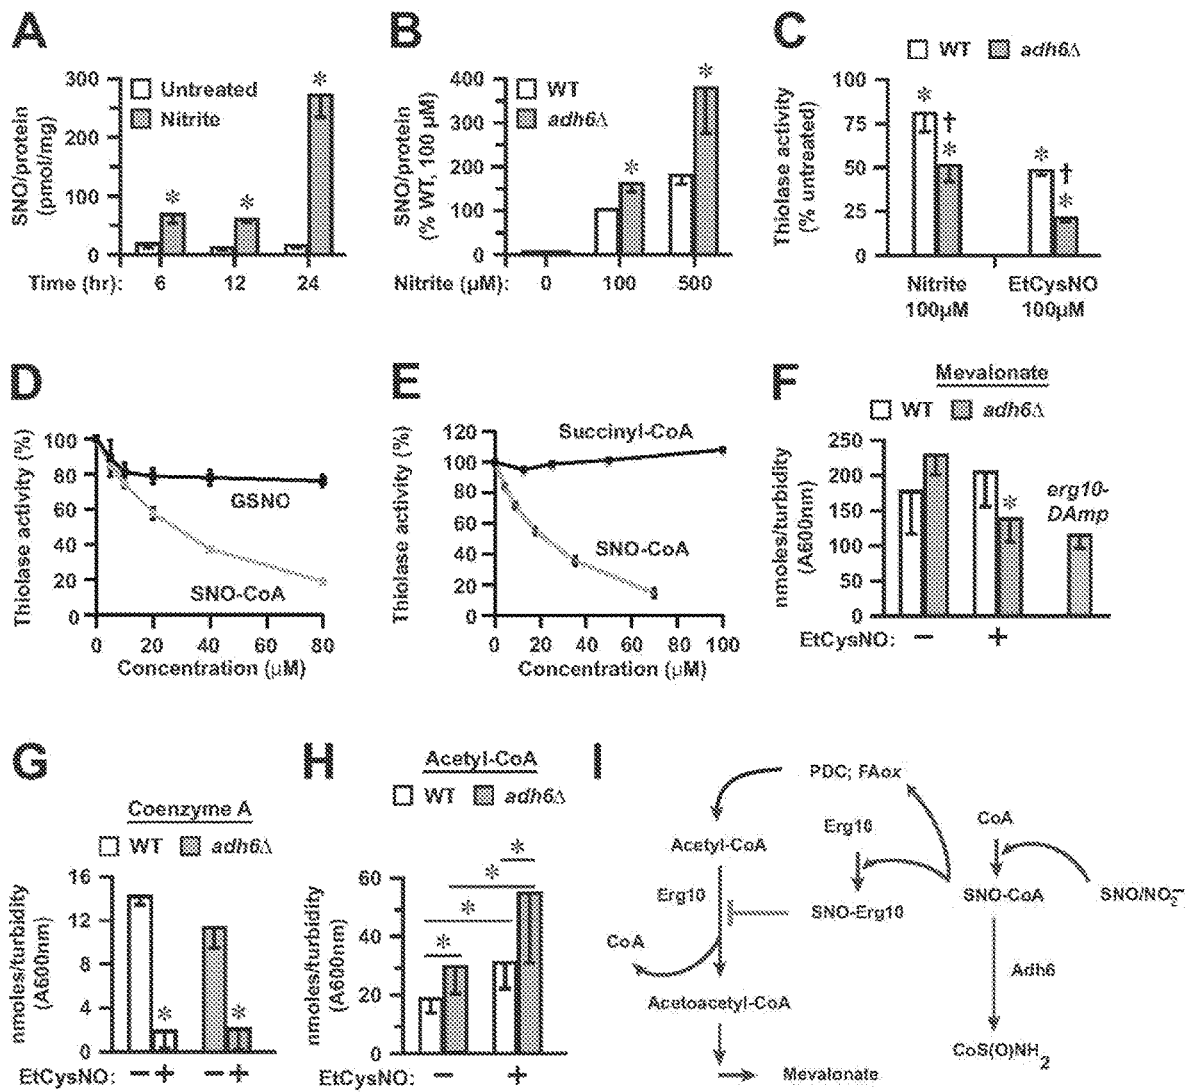 A
Untreated
Nitrite
SNO/protein
(pmol/mg)
300
200
100
0
*
*
*
Time (hr):
6
12
24
B
WT
adh6Δ
SNO/protein
(% WT, 100 µM)
400
300
200
100
0
*
*
Nitrite (µM):
0
100
500
C
WT
adh6Δ
Thiolase activity
(% untreated)
100
75
50
25
0
*
†
*
*
†
*
Nitrite
100µM
EtCysNO
100µM
D
Thiolase activity (%)
100
80
60
40
20
0
GSNO
SNO-CoA
0
20
40
60
80
Concentration (µM)
E
Thiolase activity (%)
120
100
80
60
40
20
0
Succinyl-CoA
SNO-CoA
0
20
40
60
80
100
Concentration (µM)
F
Mevalonate
WT
adh6Δ
nmoles/turbidity
(A600nm)
250
200
150
100
50
0
*
erg10-
DAmp
EtCysNO:
−
+
G
Coenzyme A
WT
adh6Δ
nmoles/turbidity
(A600nm)
16
12
8
4
0
*
*
EtCysNO:
− +
− +
H
Acetyl-CoA
WT
adh6Δ
nmoles/turbidity
(A600nm)
60
40
20
0
*
*
*
*
EtCysNO:
−
+
I
PDC; FAox
Acetyl-CoA
Erg10
CoA
Erg10
SNO-Erg10
SNO-CoA
SNO/NO2−
CoA
Adh6
Acetoacetyl-CoA
CoS(O)NH2
Mevalonate